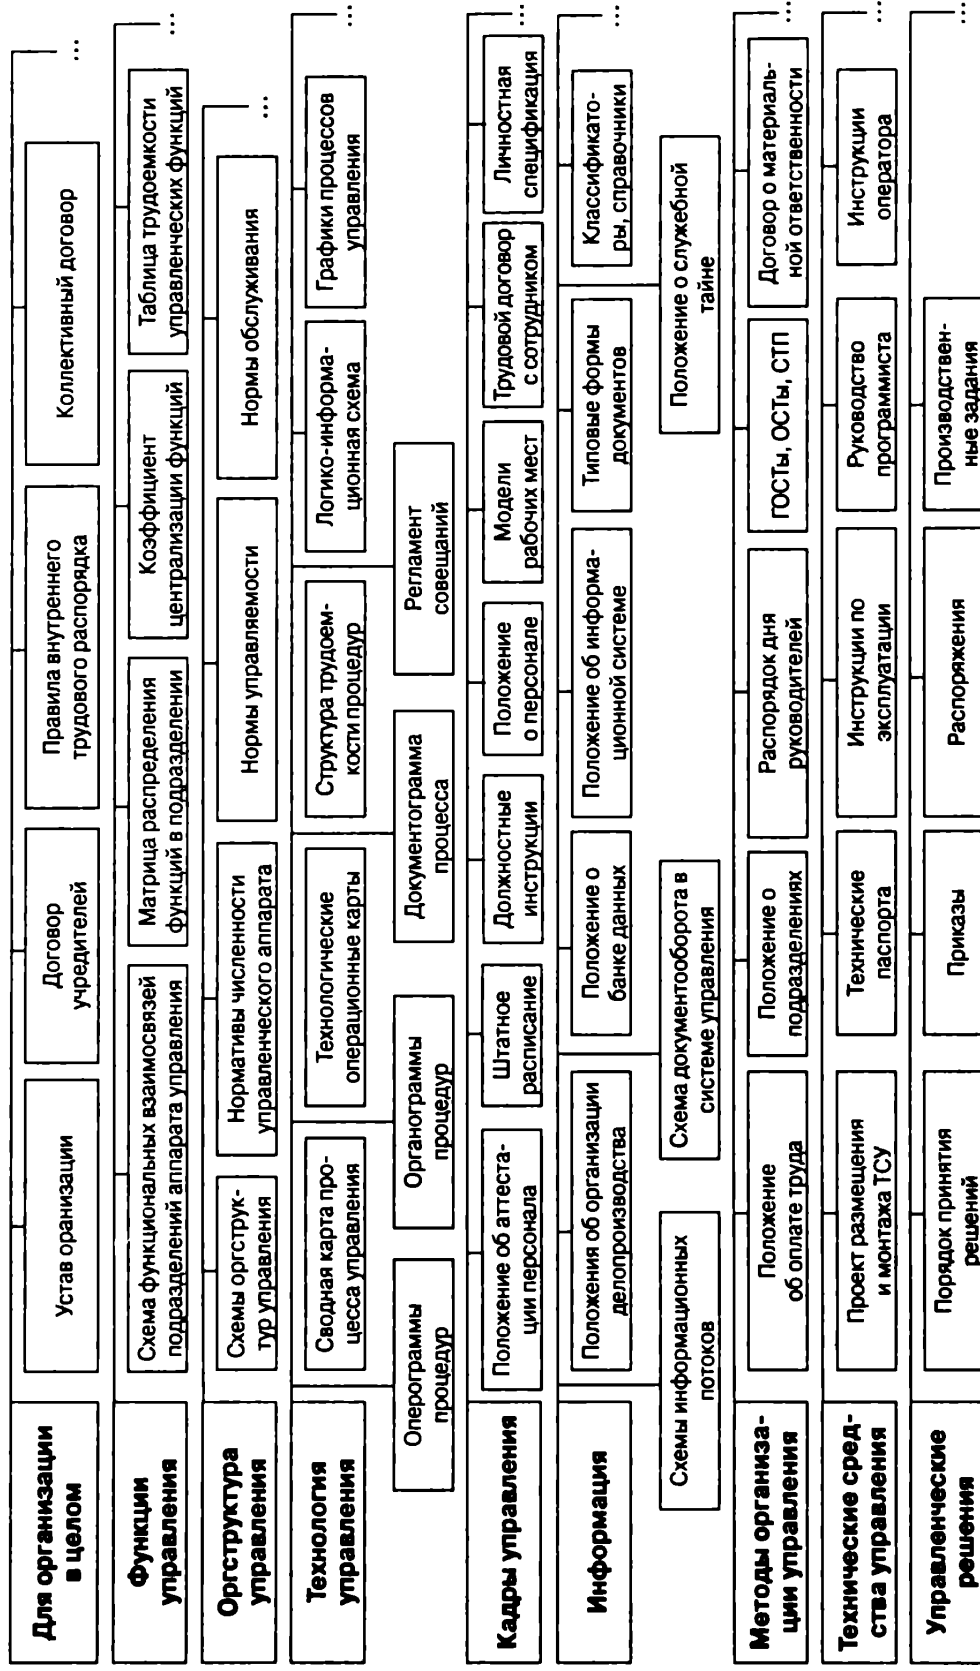 Для организации
в целом
Устав оранизации
Договор
учредителей
Правила внутреннего
трудового распорядка
Коллективный договор
...
Функции
управления
Схема функциональных взаимосвязей
подразделений аппарата управления
Матрица распределения
функций в подразделении
Коэффициент
централизации функций
Таблица трудоемкости
управленческих функций
...
Оргструктура
управления
Схемы оргструк-
тур управления
Нормативы численности
управленческого аппарата
Нормы управляемости
Нормы обслуживания
...
Технология
управления
Сводная карта про-
цесса управления
Технологические
операционные карты
Структура трудоем-
кости процедур
Логико-информа-
ционная схема
Графики процессов
управления
...
Оперограммы
процедур
Органограммы
процедур
Документограмма
процесса
Регламент
совещаний
Кадры управления
Положение об аттеста-
ции персонала
Штатное
расписание
Должностные
инструкции
Положение
о персонале
Модели
рабочих мест
Трудовой договор
с сотрудником
Личностная
спецификация
...
Информация
Положения об организации
делопроизводства
Положение о
банке данных
Положение об информа-
ционной системе
Типовые формы
документов
Классификато-
ры, справочники
...
Схемы информационных
потоков
Схема документооборота в
системе управления
Положение о служебной
тайне
Методы организа-
ции управления
Положение
об оплате труда
Положение о
подразделениях
Распорядок дня
руководителей
ГОСТы, ОСТы, СТП
Договор о материаль-
ной ответственности
...
Технические сред-
ства управления
Проект размещения
и монтажа ТСУ
Технические
паспорта
Инструкции по
эксплуатации
Руководство
программиста
Инструкции
оператора
...
Управленческие
решения
Порядок принятия
решений
Приказы
Распоряжения
Производствен-
ные задания
...